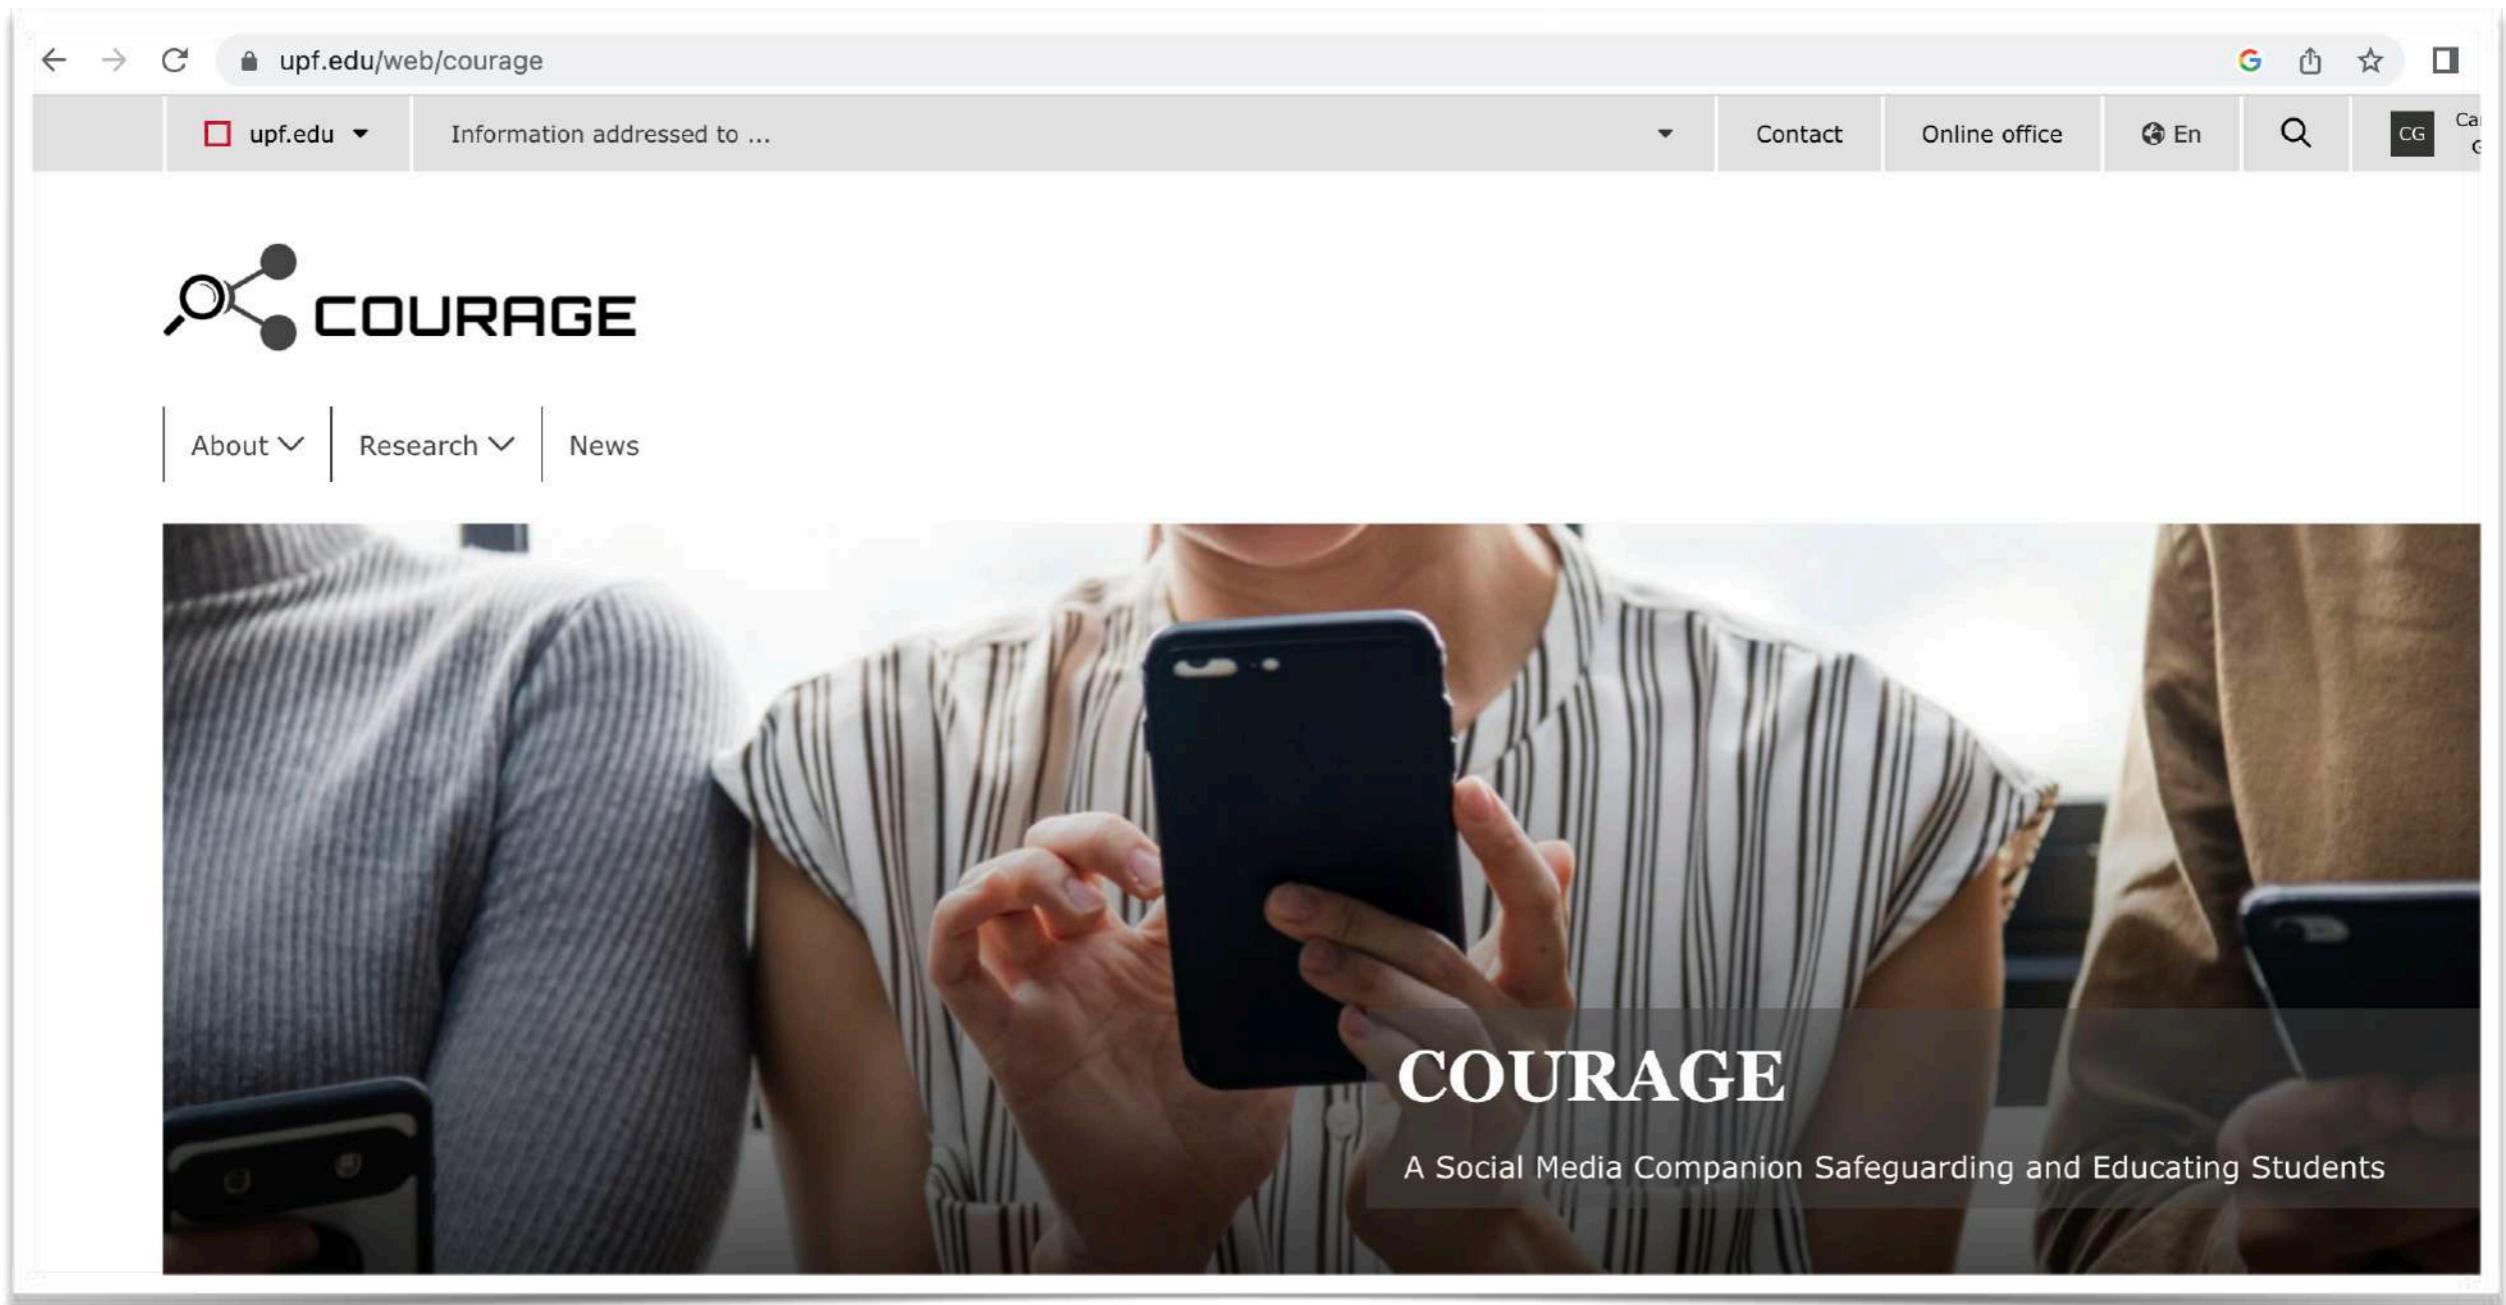 upf.edu/web/courage
upf.edu Information addressed to ... Contact Online office En CG
COURAGE
About Research News
COURAGE
A Social Media Companion Safeguarding and Educating Students